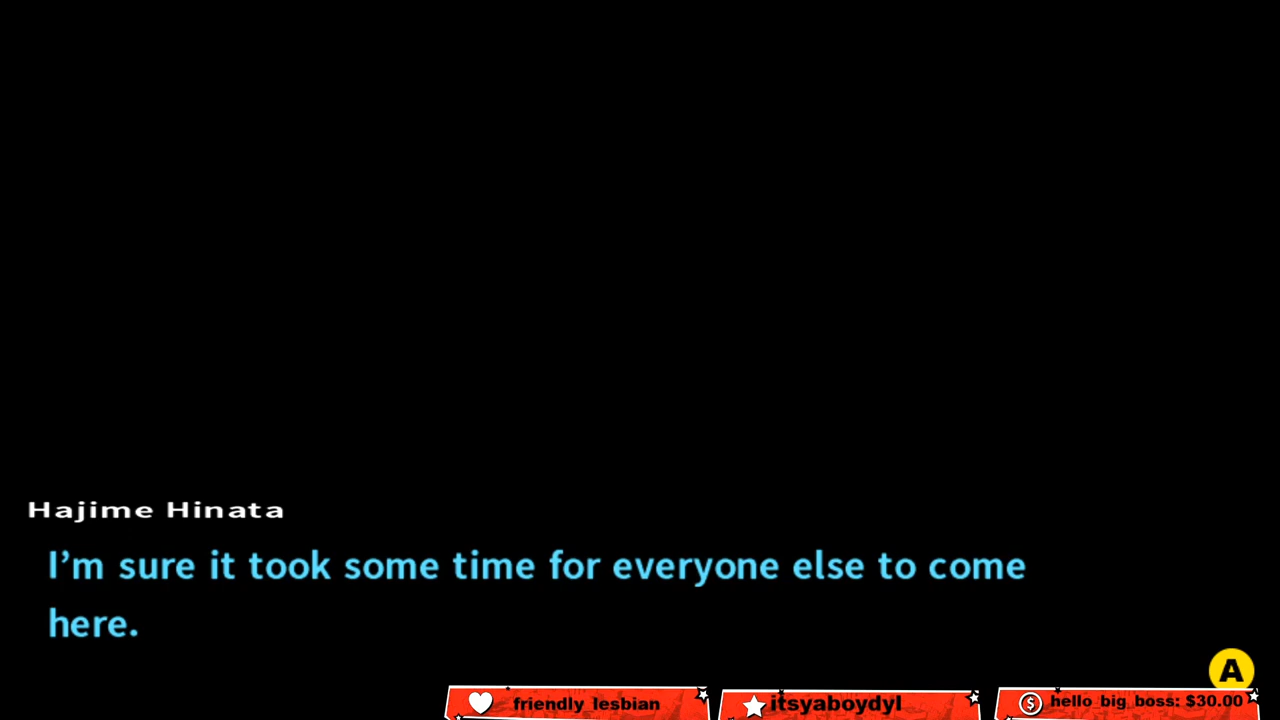 Hajime Hinata
I'm sure it took some time for everyone else to come
here.
A
friendly_lesbian
itsyaboydyl
hello_big_boss: $30.00